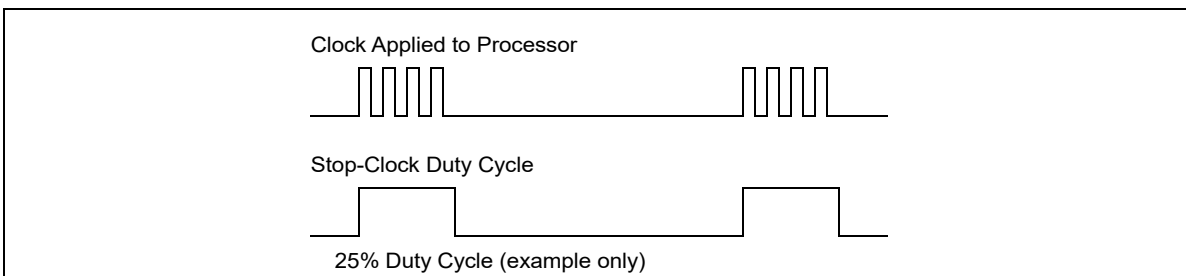 Clock Applied to Processor
Stop-Clock Duty Cycle
25% Duty Cycle (example only)